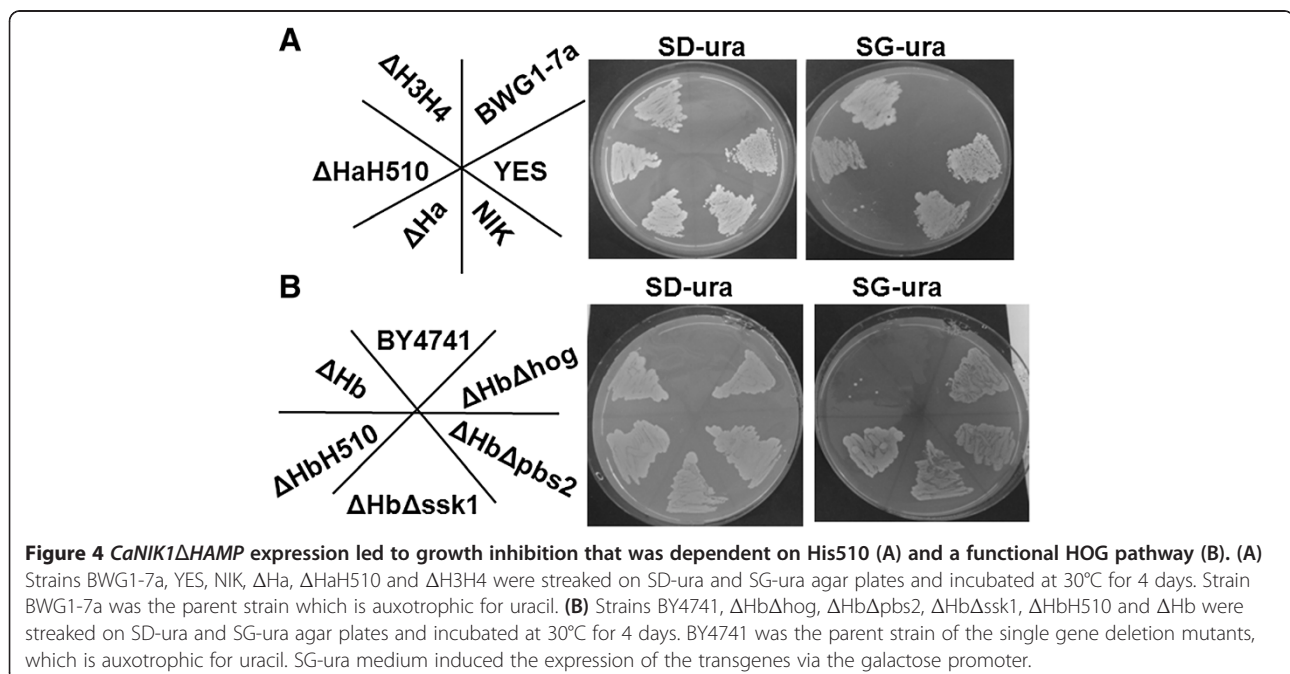 A
SD-ura
SG-ura
ΔH3H4
BWG1-7a
ΔHaH510
YES
ΔHa
NIK
B
SD-ura
SG-ura
BY4741
ΔHb
ΔHbΔhog
ΔHbH510
ΔHbΔpbs2
ΔHbΔssk1
Figure 4 CaNIK1ΔHAMP expression led to growth inhibition that was dependent on His510 (A) and a functional HOG pathway (B). (A)
Strains BWG1-7a, YES, NIK, ΔHa, ΔHaH510 and ΔH3H4 were streaked on SD-ura and SG-ura agar plates and incubated at 30°C for 4 days. Strain
BWG1-7a was the parent strain which is auxotrophic for uracil. (B) Strains BY4741, ΔHbΔhog, ΔHbΔpbs2, ΔHbΔssk1, ΔHbH510 and ΔHb were
streaked on SD-ura and SG-ura agar plates and incubated at 30°C for 4 days. BY4741 was the parent strain of the single gene deletion mutants,
which is auxotrophic for uracil. SG-ura medium induced the expression of the transgenes via the galactose promoter.